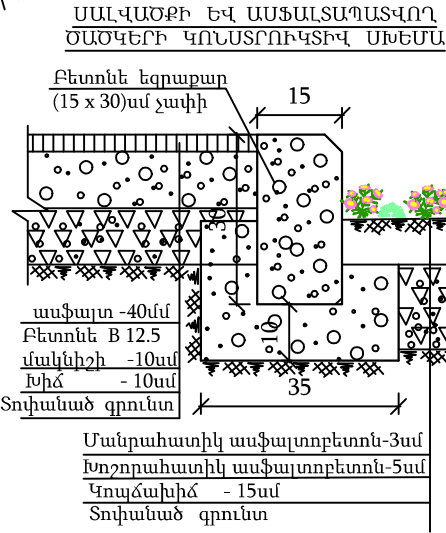 ՍԱԼՎԱԾՔԻ ԵՎ ԱՍՖԱԼՏԱՊԱՏՎՈՂ
ԾԱԾԿԵՐԻ ԿՈՆՍՏՐՈՒԿՏԻՎ ՍԽԵՄԱ
Բետոնե եզրաքար
(15 x 30)սմ չափի
15
30
10
ասֆալտ -40մմ
Բետոնե B 12.5
մակնիշի -10սմ
Խիճ - 10սմ
Տոփանած գրունտ
35
Մանրահատիկ ասֆալտոբետոն-3սմ
Խոշորահատիկ ասֆալտոբետոն-5սմ
Կոպճախիճ - 15սմ
Տոփանած գրունտ